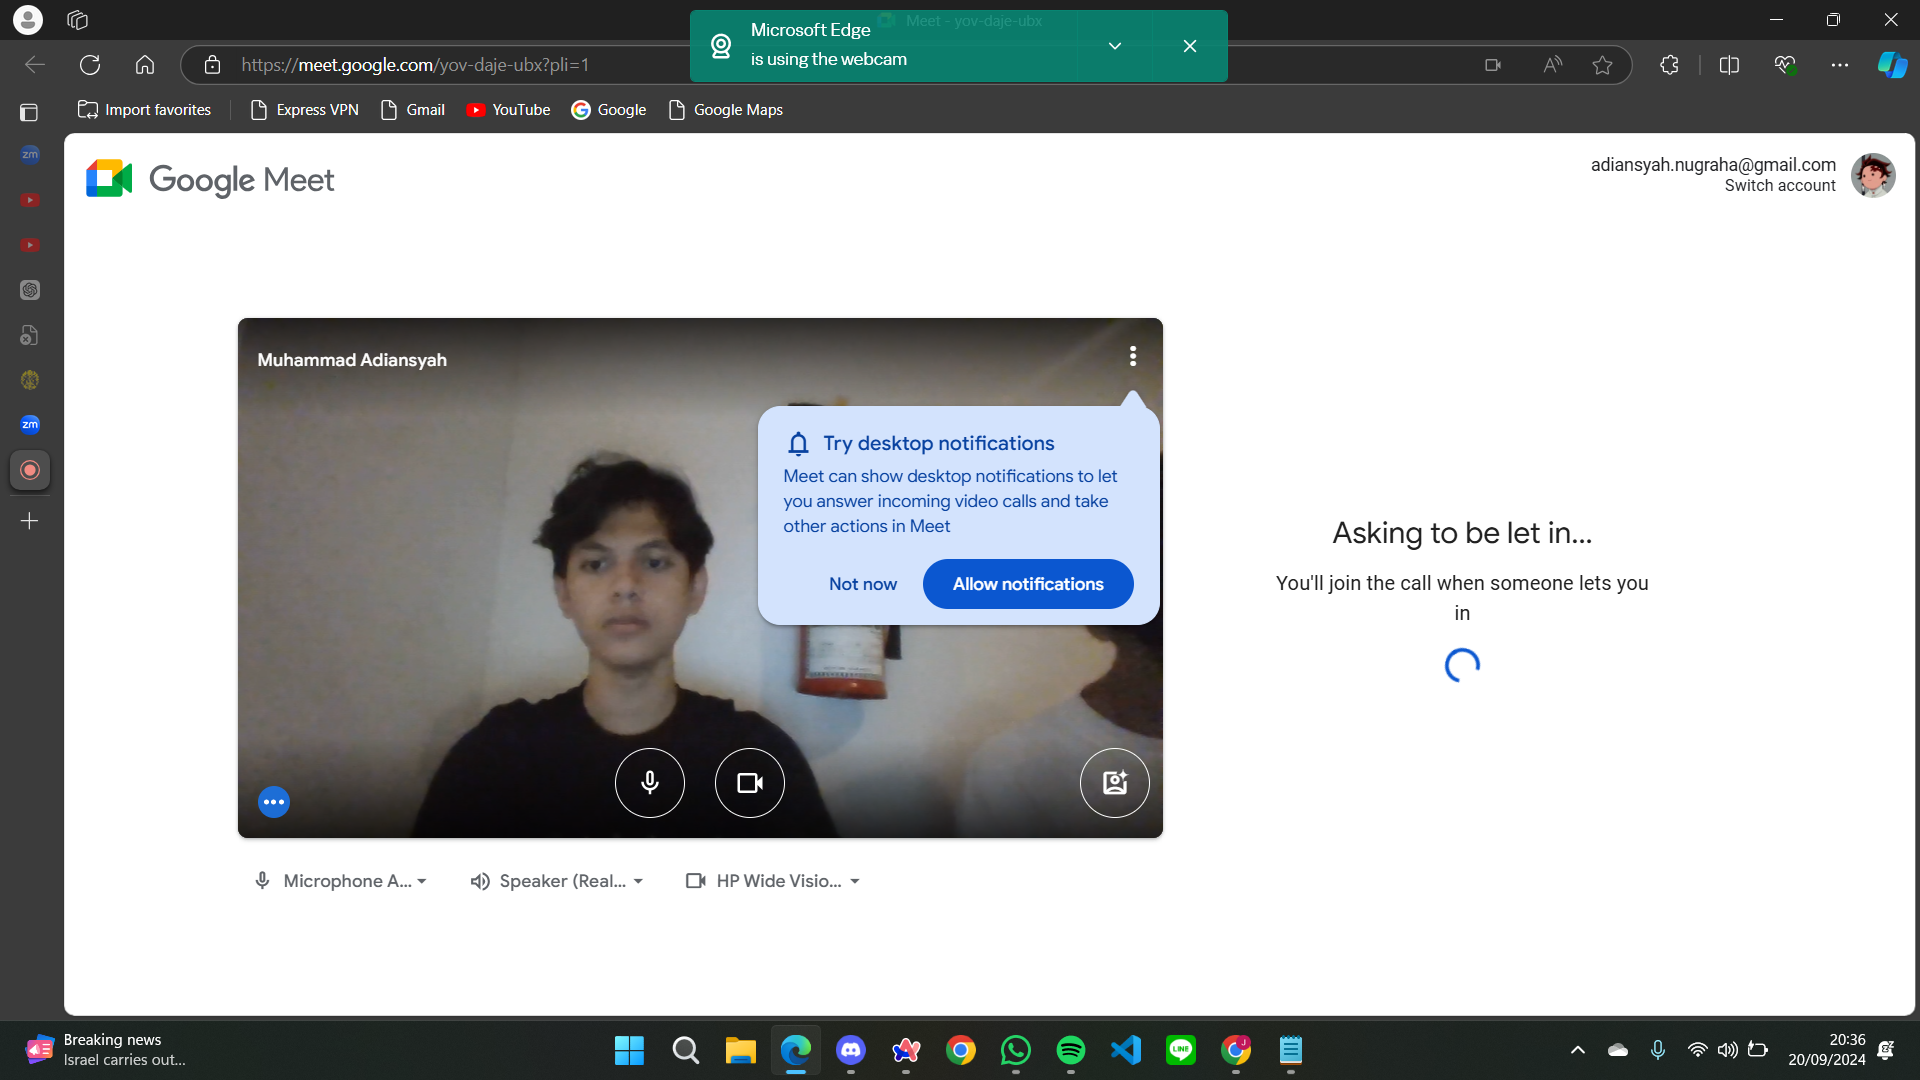 Microsoft Edge
is using the webcam
Meet - yov-daje-ubx
https://meet.google.com/yov-daje-ubx?pli=1
Import favorites
Express VPN
Gmail
YouTube
Google
Google Maps
zm
zm
Google Meet
adiansyah.nugraha@gmail.com
Switch account
Muhammad Adiansyah
Try desktop notifications
Meet can show desktop notifications to let
you answer incoming video calls and take
other actions in Meet
Not now
Allow notifications
Asking to be let in...
You'll join the call when someone lets you
in
Microphone A...
Speaker (Real...
HP Wide Visio...
Breaking news
Israel carries out...
LINE
J
20:36
20/09/2024